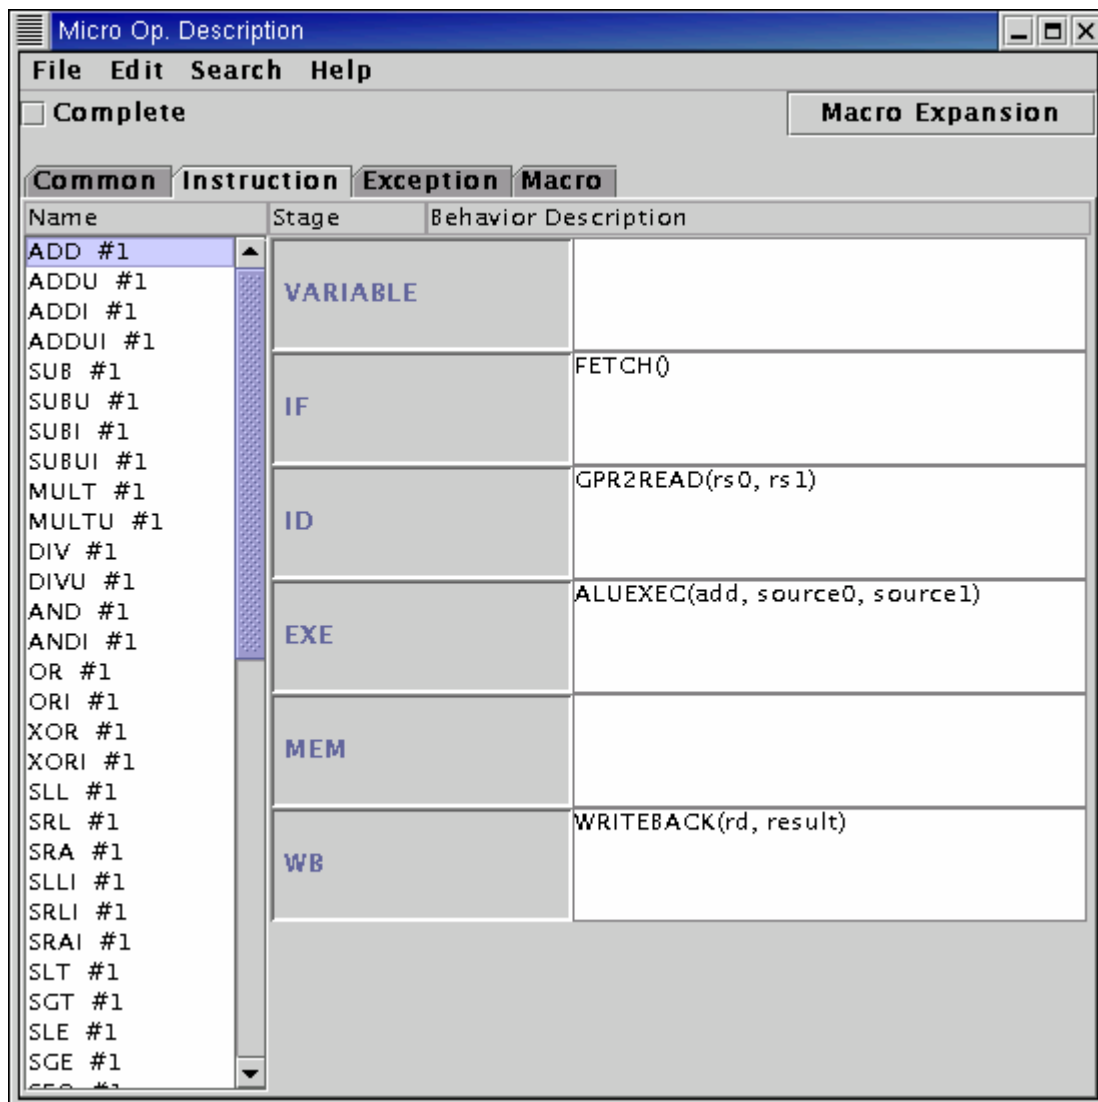 Micro Op. Description
File Edit Search Help
Complete
Macro Expansion
Common Instruction Exception Macro
Name Stage Behavior Description
ADD #1
ADDU #1
ADDI #1
ADDUI #1
SUB #1
SUBU #1
SUBI #1
SUBUI #1
MULT #1
MULTU #1
DIV #1
DIVU #1
AND #1
ANDI #1
OR #1
ORI #1
XOR #1
XORI #1
SLL #1
SRL #1
SRA #1
SLLI #1
SRLI #1
SRAI #1
SLT #1
SGT #1
SLE #1
SGE #1
VARIABLE
IF
FETCH()
ID
GPR2READ(rs0, rs1)
EXE
ALUEXEC(add, source0, source1)
MEM
WB
WRITEBACK(rd, result)